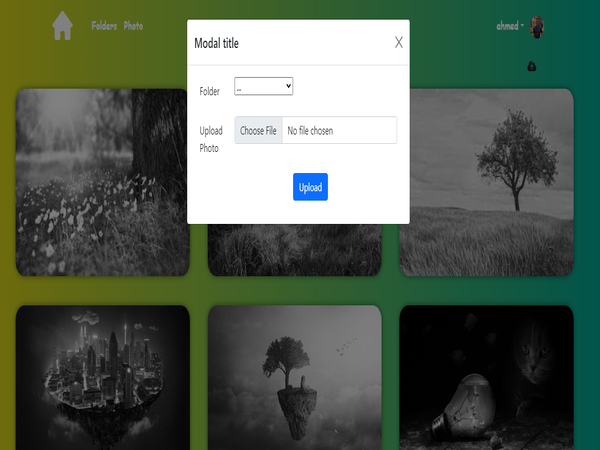 Folders Photo
ahmed
Modal title
X
Folder
...
Upload Photo
Choose File No file chosen
Upload